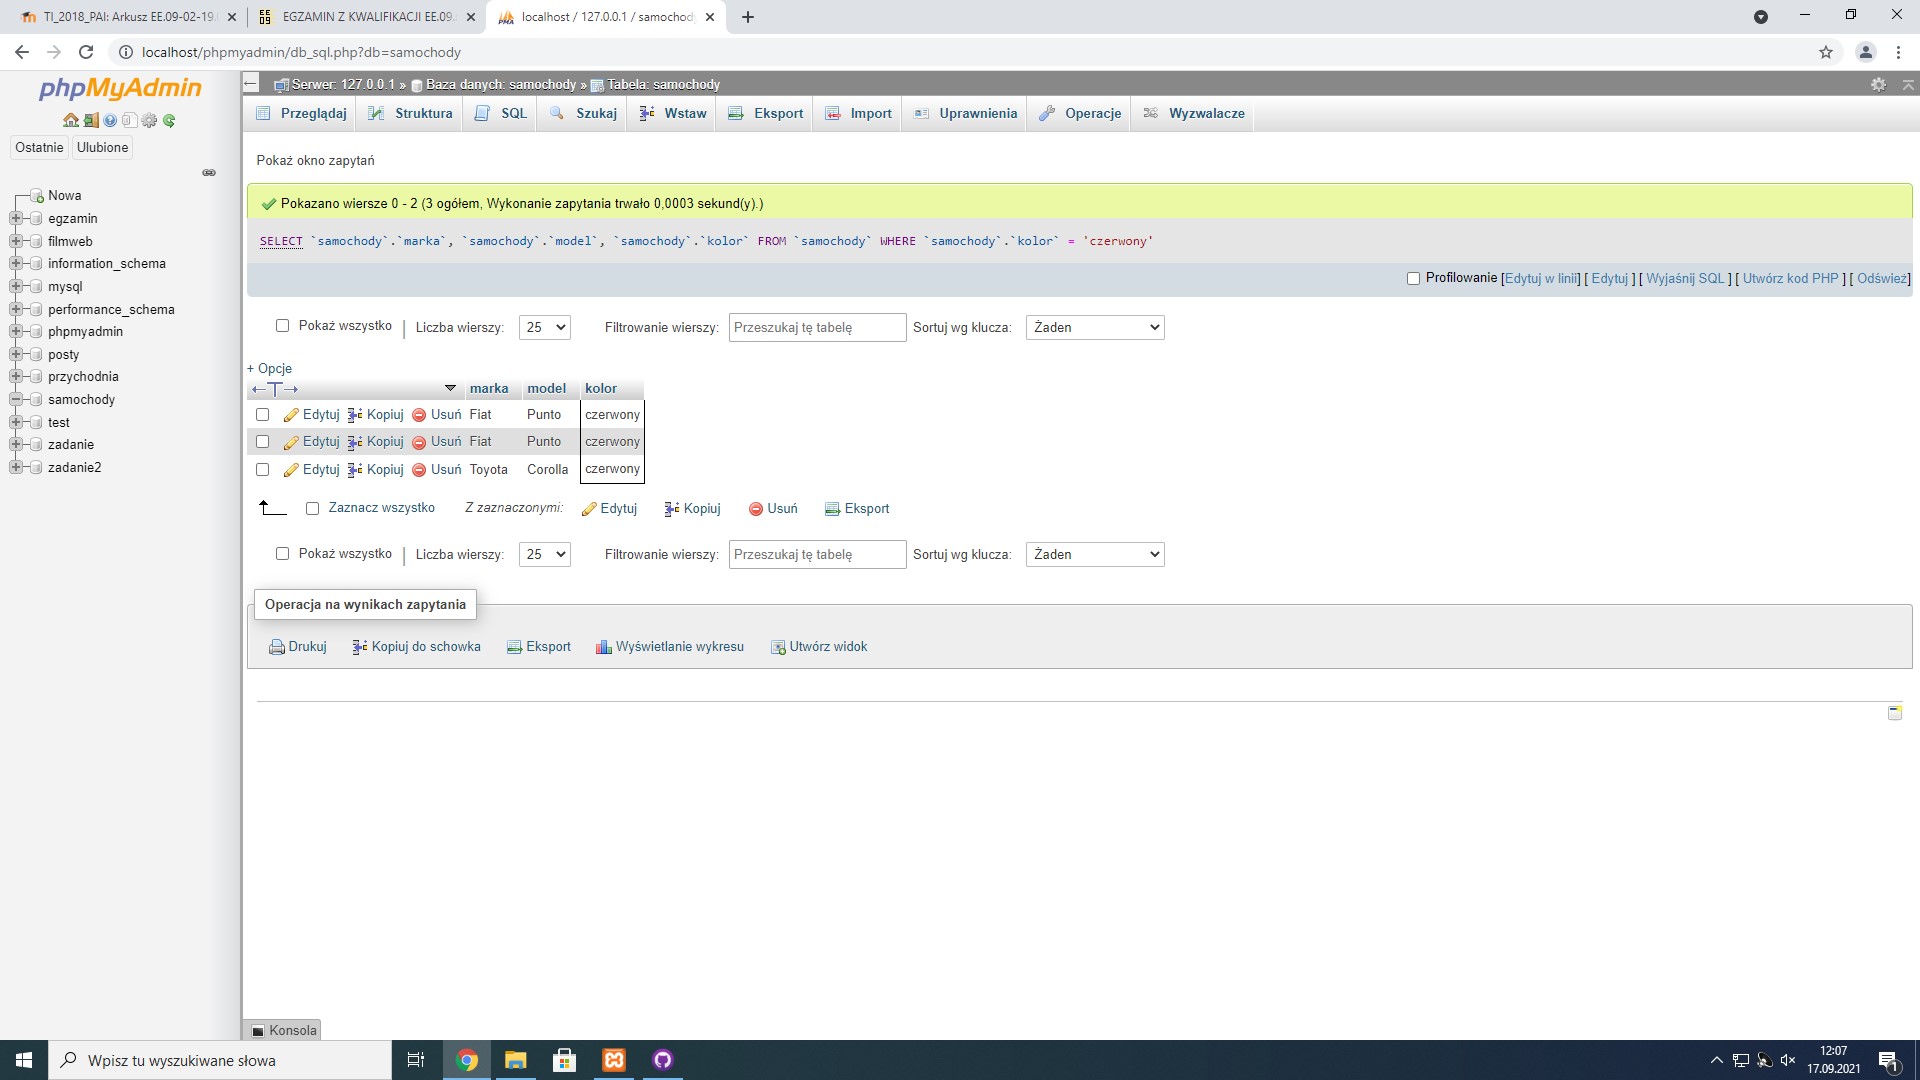 TI_2018_PAI: Arkusz EE.09-02-19.
EGZAMIN Z KWALIFIKACJI EE.09.
localhost / 127.0.0.1 / samochody
localhost/phpmyadmin/db_sql.php?db=samochody
phpMyAdmin
Ostatnie Ulubione
Nowa
egzamin
filmweb
information_schema
mysql
performance_schema
phpmyadmin
posty
przychodnia
samochody
test
zadanie
zadanie2
Serwer: 127.0.0.1 » Baza danych: samochody » Tabela: samochody
Przeglądaj Struktura SQL Szukaj Wstaw Eksport Import Uprawnienia Operacje Wyzwalacze
Pokaż okno zapytań
Pokazano wiersze 0 - 2 (3 ogółem, Wykonanie zapytania trwało 0,0003 sekund(y).)
SELECT `samochody`.`marka`, `samochody`.`model`, `samochody`.`kolor` FROM `samochody` WHERE `samochody`.`kolor` = 'czerwony'
Profilowanie [Edytuj w linii] [ Edytuj ] [ Wyjaśnij SQL ] [ Utwórz kod PHP ] [ Odśwież]
Pokaż wszystko | Liczba wierszy: 25 Filtrowanie wierszy: Przeszukaj tę tabelę Sortuj wg klucza: Żaden
+ Opcje
←T→ marka model kolor
Edytuj Kopiuj Usuń Fiat Punto czerwony
Edytuj Kopiuj Usuń Fiat Punto czerwony
Edytuj Kopiuj Usuń Toyota Corolla czerwony
Zaznacz wszystko Z zaznaczonymi: Edytuj Kopiuj Usuń Eksport
Pokaż wszystko | Liczba wierszy: 25 Filtrowanie wierszy: Przeszukaj tę tabelę Sortuj wg klucza: Żaden
Operacja na wynikach zapytania
Drukuj Kopiuj do schowka Eksport Wyświetlanie wykresu Utwórz widok
Konsola
Wpisz tu wyszukiwane słowa
12:07
17.09.2021
1